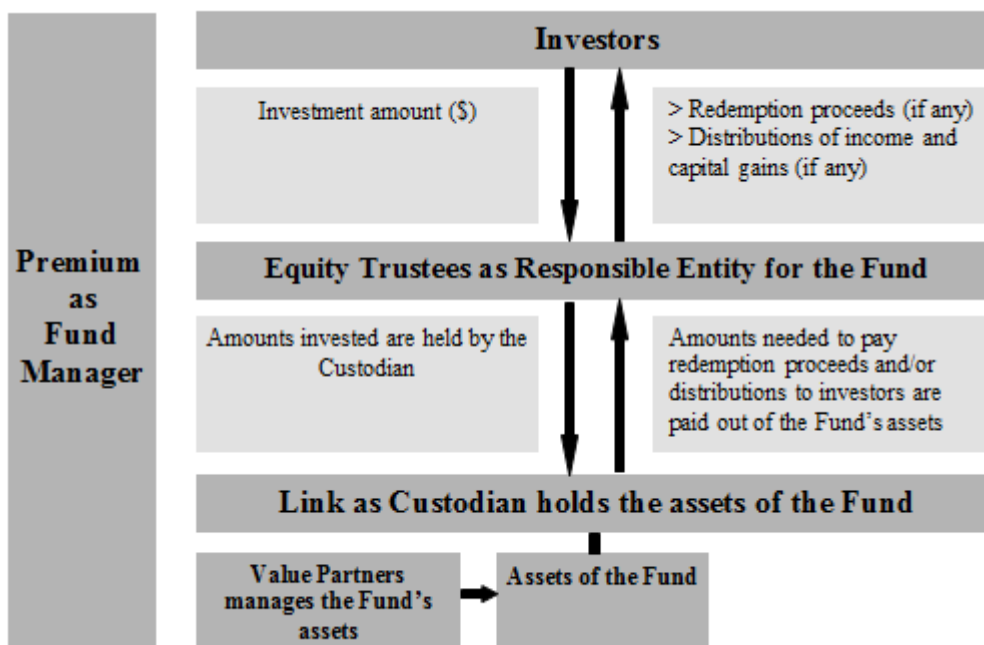 Investors
Investment amount ($)
> Redemption proceeds (if any)
> Distributions of income and
capital gains (if any)
Premium
as
Fund
Manager
Equity Trustees as Responsible Entity for the Fund
Amounts invested are held by the
Custodian
Amounts needed to pay
redemption proceeds and/or
distributions to investors are
paid out of the Fund’s assets
Link as Custodian holds the assets of the Fund
Value Partners
manages the Fund’s
assets
Assets of the Fund